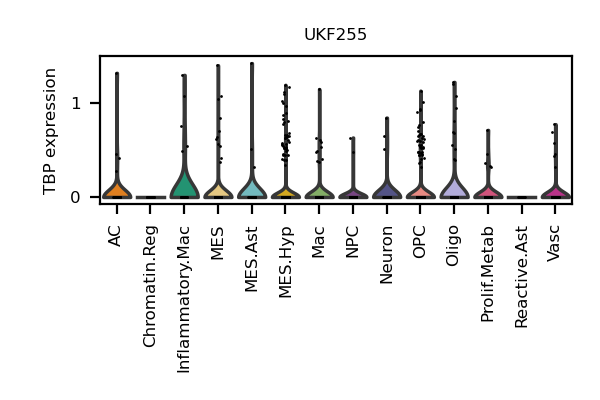 UKF255
TBP expression
1
0
AC
Chromatin.Reg
Inflammatory.Mac
MES
MES.Ast
MES.Hyp
Mac
NPC
Neuron
OPC
Oligo
Prolif.Metab
Reactive.Ast
Vasc